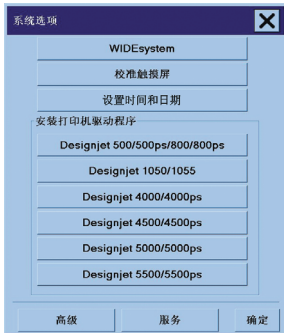 系统选项
WIDEsystem
校准触摸屏
设置时间和日期
安装打印机驱动程序
Designjet 500/500ps/800/800ps
Designjet 1050/1055
Designjet 4000/4000ps
Designjet 4500/4500ps
Designjet 5000/5000ps
Designjet 5500/5500ps
高级 服务 确定